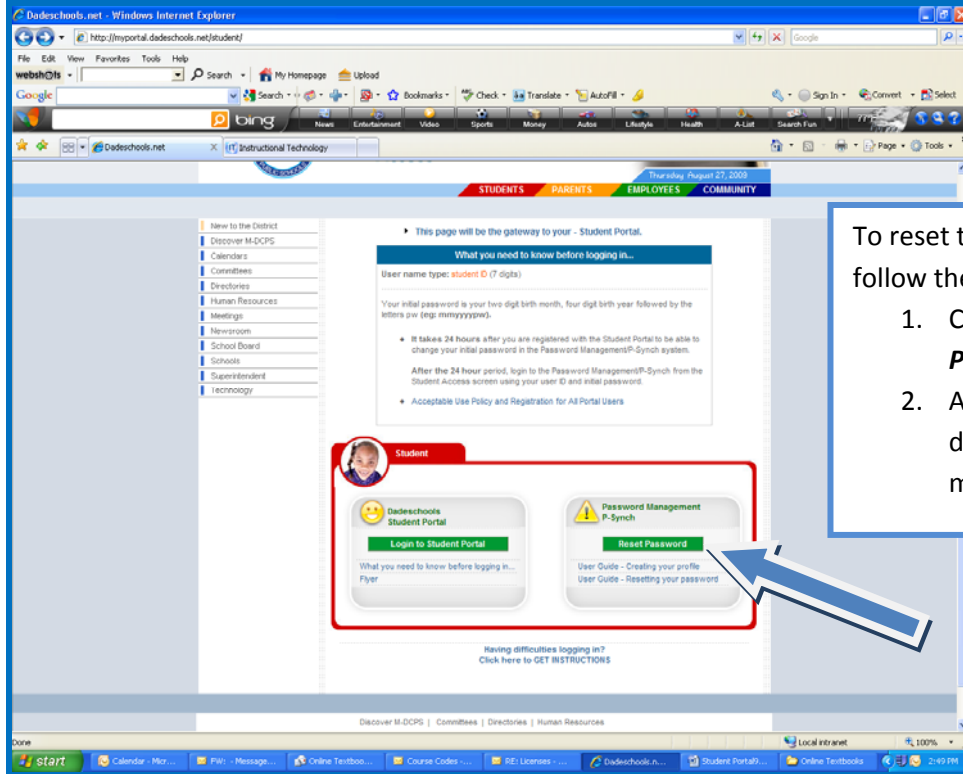 Dadeschools.net - Windows Internet Explorer
http://myportal.dadeschools.net/student/
Google
File Edit View Favorites Tools Help
websh ts Search My Homepage Upload
Google Search Bookmarks Check Translate AutoFill Sign In Convert Select
bing News Entertainment Video Sports Money Autos Lifestyle Health A-List Search Fun
Dadeschools.net X Instructional Technology Page Tools
Thursday August 27, 2009
STUDENTS PARENTS EMPLOYEES COMMUNITY
New to the District
Discover M-DCPS
Calendars
Committees
Directories
Human Resources
Meetings
Newsroom
School Board
Schools
Superintendent
Technology
This page will be the gateway to your - Student Portal.
What you need to know before logging in...
User name type: student ID (7 digits)
Your initial password is your two digit birth month, four digit birth year followed by the
letters pw (eg: mmyyyypw).
It takes 24 hours after you are registered with the Student Portal to be able to
change your initial password in the Password Management/P-Synch system.
After the 24 hour period, login to the Password Management/P-Synch from the
Student Access screen using your user ID and initial password.
Acceptable Use Policy and Registration for All Portal Users
Student
Dadeschools
Student Portal
Login to Student Portal
What you need to know before logging in...
Flyer
Password Management
P-Synch
Reset Password
User Guide - Creating your profile
User Guide - Resetting your password
Having difficulties logging in?
Click here to GET INSTRUCTIONS
Discover M-DCPS | Committees | Directories | Human Resources
To reset t
follow the
1. C
P
2. A
d
m
Done Local intranet 100%
start Calendar - Micr... FW: - Message... Online Textboo... Course Codes -... RE: Licenses - ... Dadeschools.n... Student Portal9... Online Textbooks 2:49 PM